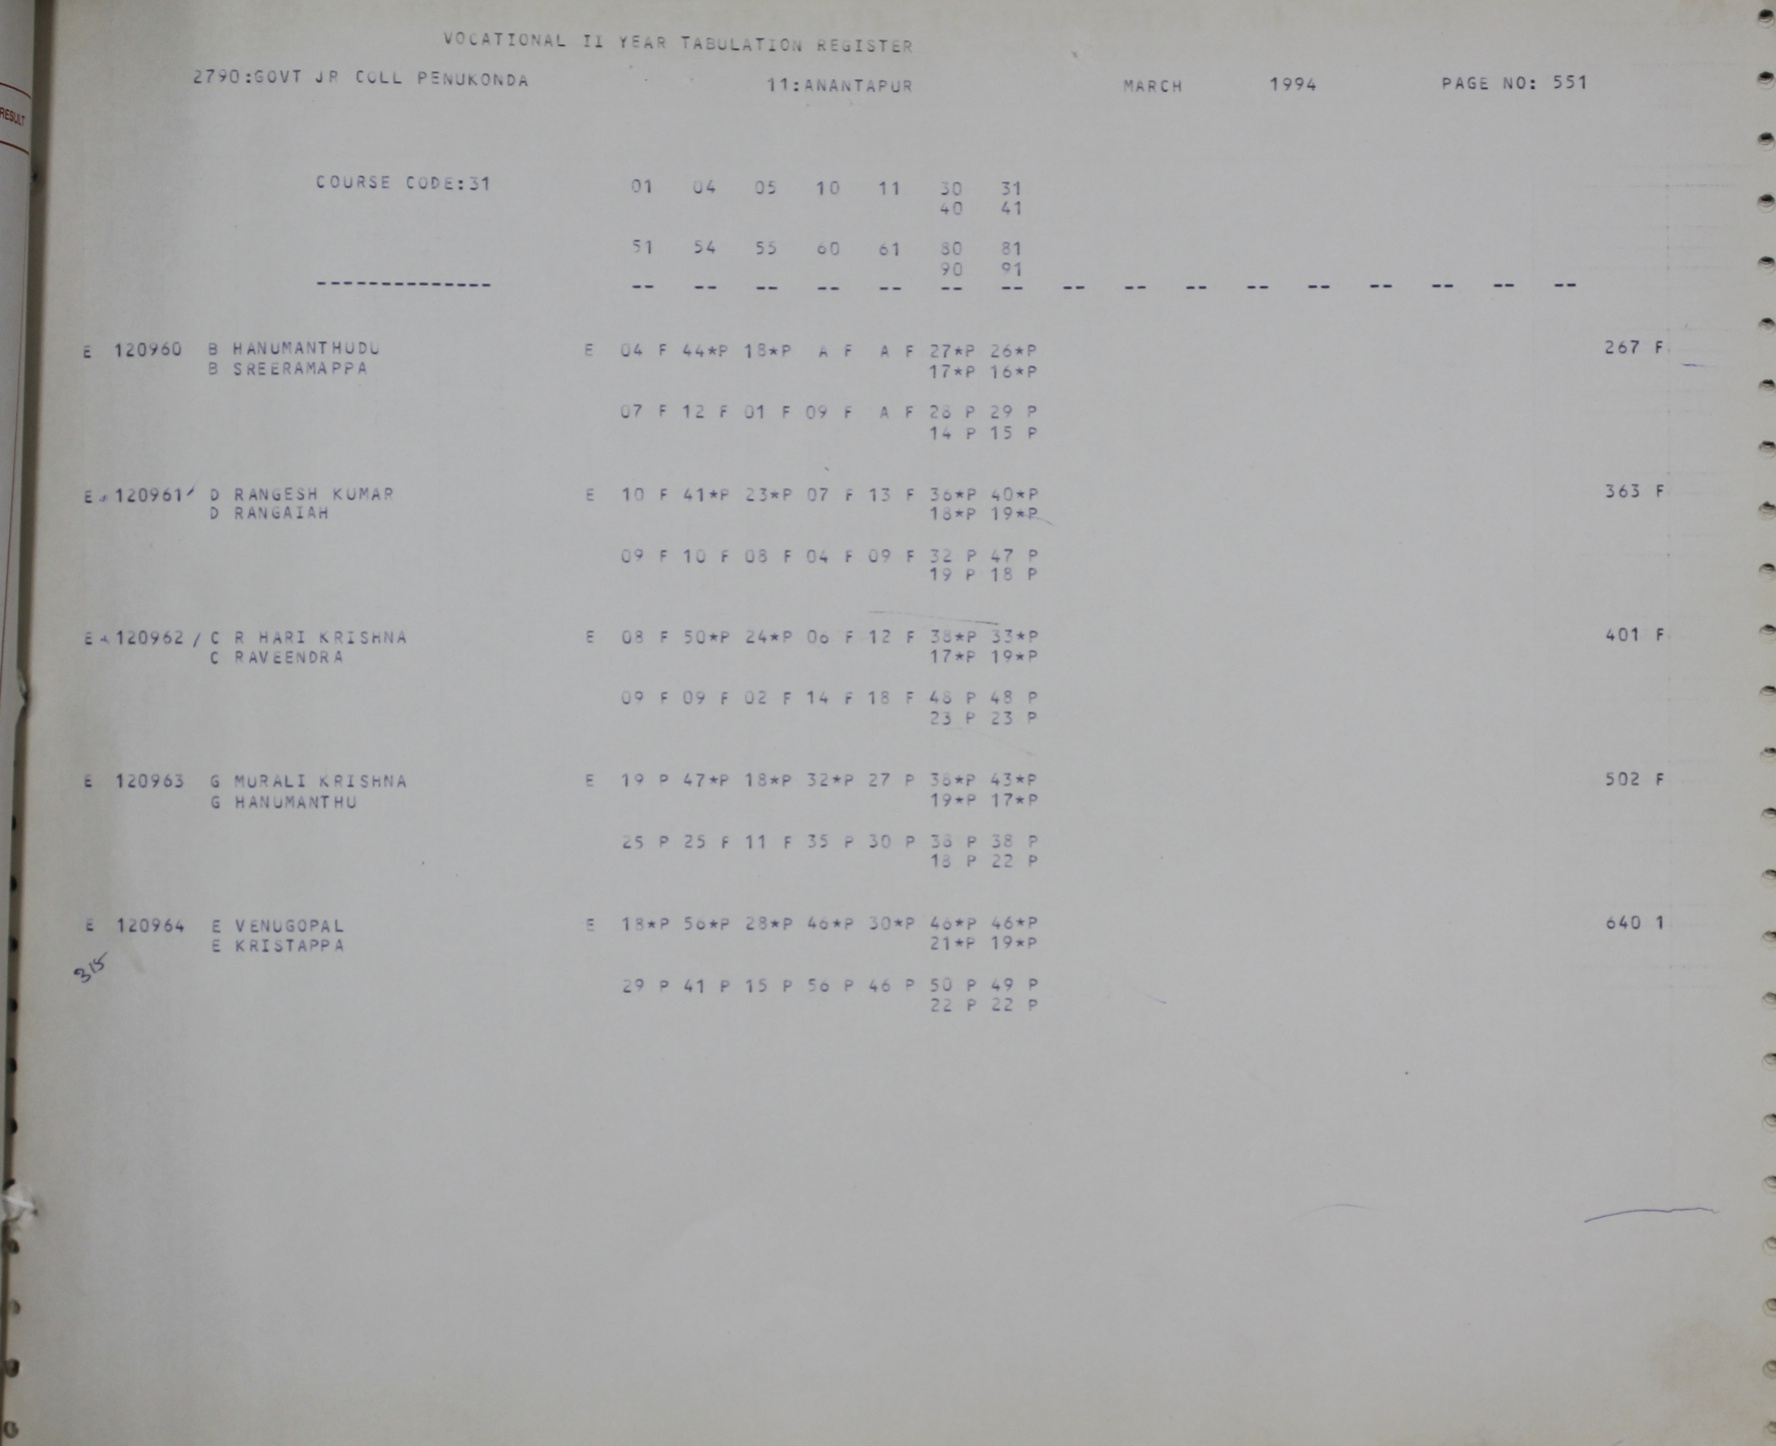 VOCATIONAL II YEAR TABULATION REGISTER
2790:GOVT JR COLL PENUKONDA 11:ANANTAPUR MARCH 1994 PAGE NO: 551
RESULT
COURSE CODE:31 01 04 05 10 11 30 31
40 41
51 54 55 60 61 80 81
90 91
-------------- -- -- -- -- -- -- -- -- -- -- -- -- -- -- -- --
E 120960 B HANUMANTHUDU E 04 F 44*P 18*P A F A F 27*P 26*P 267 F
B SREERAMAPPA 17*P 16*P
07 F 12 F 01 F 09 F A F 28 P 29 P
14 P 15 P
E 120961 D RANGESH KUMAR E 10 F 41*P 23*P 07 F 13 F 36*P 40*P 363 F
D RANGAIAH 18*P 19*P
09 F 10 F 08 F 04 F 09 F 32 P 47 P
19 P 18 P
E 120962 / C R HARI KRISHNA E 08 F 50*P 24*P 06 F 12 F 38*P 33*P 401 F
C RAVEENDRA 17*P 19*P
09 F 09 F 02 F 14 F 18 F 48 P 48 P
23 P 23 P
E 120963 G MURALI KRISHNA E 19 P 47*P 18*P 32*P 27 P 38*P 43*P 502 F
G HANUMANTHU 19*P 17*P
25 P 25 F 11 F 35 P 30 P 38 P 38 P
18 P 22 P
E 120964 E VENUGOPAL E 18*P 56*P 28*P 46*P 30*P 46*P 46*P 640 1
E KRISTAPPA 21*P 19*P
315
29 P 41 P 15 P 56 P 46 P 50 P 49 P
22 P 22 P